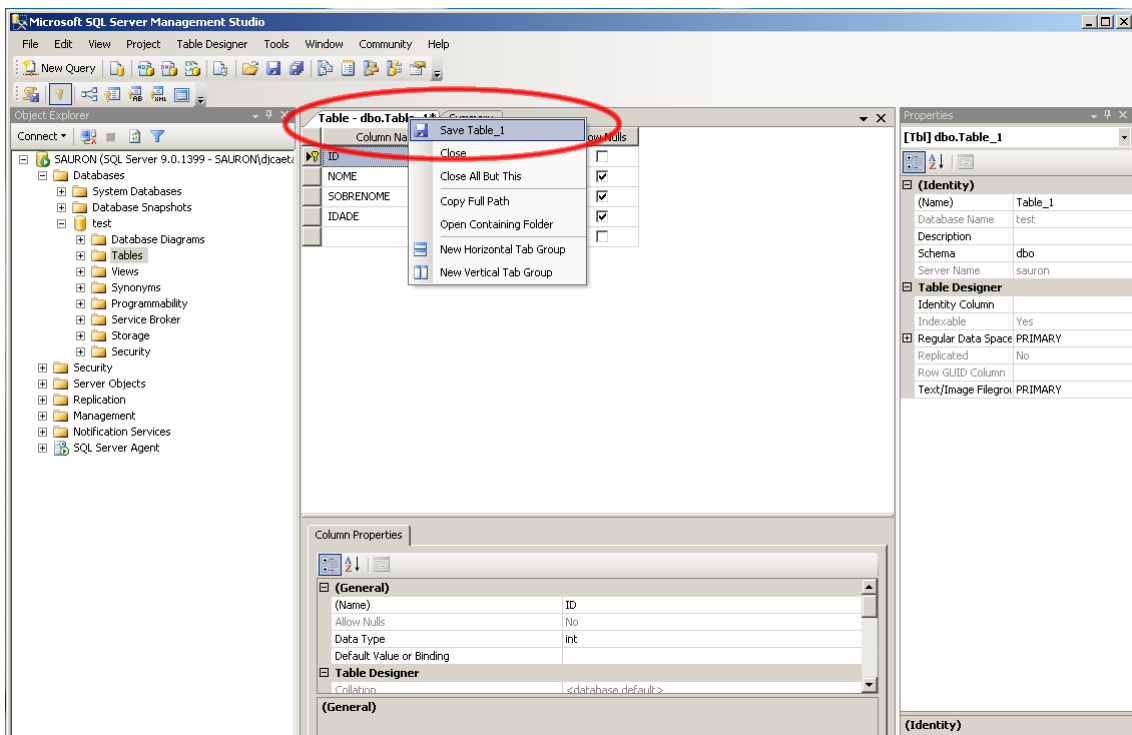 Microsoft SQL Server Management Studio
File Edit View Project Table Designer Tools Window Community Help
New Query
Object Explorer
Connect
SAURON (SQL Server 9.0.1399 - SAURON\djcaeta
Databases
System Databases
Database Snapshots
test
Database Diagrams
Tables
Views
Synonyms
Programmability
Service Broker
Storage
Security
Security
Server Objects
Replication
Management
Notification Services
SQL Server Agent
Table - dbo.Table_1* Summary
Column Na ow Nulls
ID
NOME
SOBRENOME
IDADE
Save Table_1
Close
Close All But This
Copy Full Path
Open Containing Folder
New Horizontal Tab Group
New Vertical Tab Group
Column Properties
(General)
(Name) ID
Allow Nulls No
Data Type int
Default Value or Binding
Table Designer
Collation <database default>
(General)
Properties
[Tbl] dbo.Table_1
(Identity)
(Name) Table_1
Database Name test
Description
Schema dbo
Server Name sauron
Table Designer
Identity Column
Indexable Yes
Regular Data Space PRIMARY
Replicated No
Row GUID Column
Text/Image Filegrou PRIMARY
(Identity)